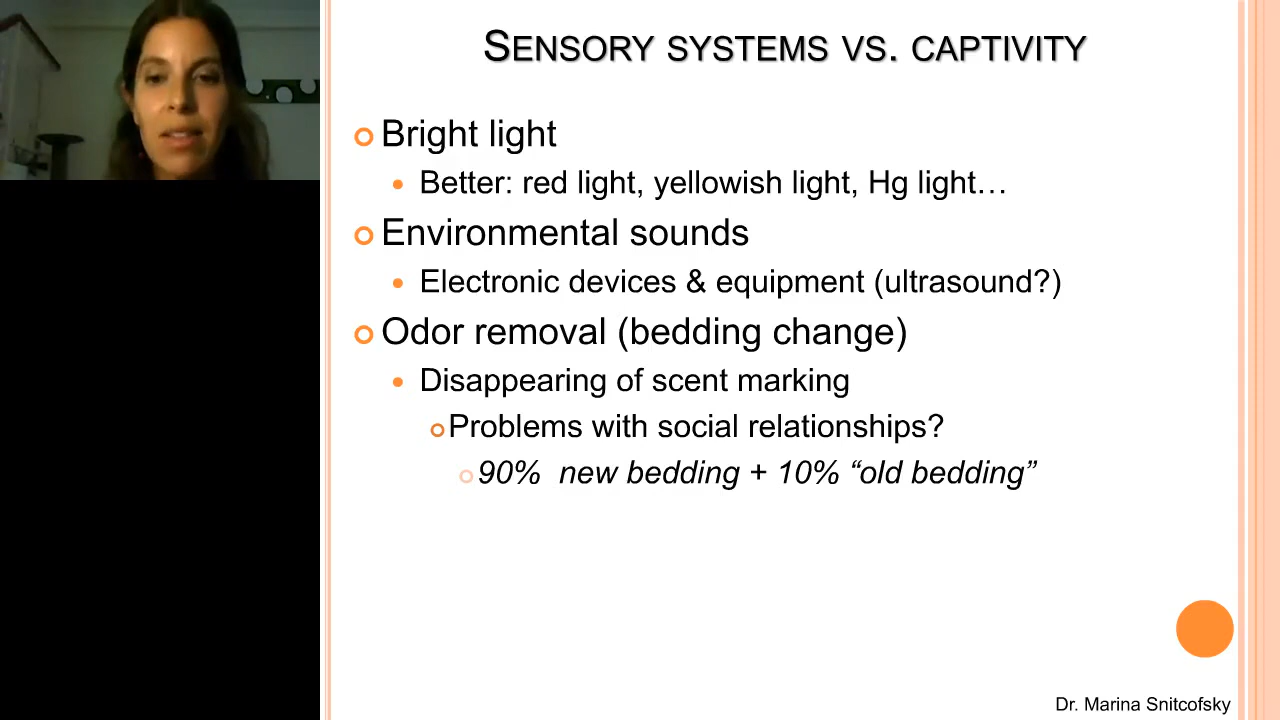 SENSORY SYSTEMS VS. CAPTIVITY
Bright light
Better: red light, yellowish light, Hg light…
Environmental sounds
Electronic devices & equipment (ultrasound?)
Odor removal (bedding change)
Disappearing of scent marking
Problems with social relationships?
90% new bedding + 10% “old bedding”
Dr. Marina Snitcofsky